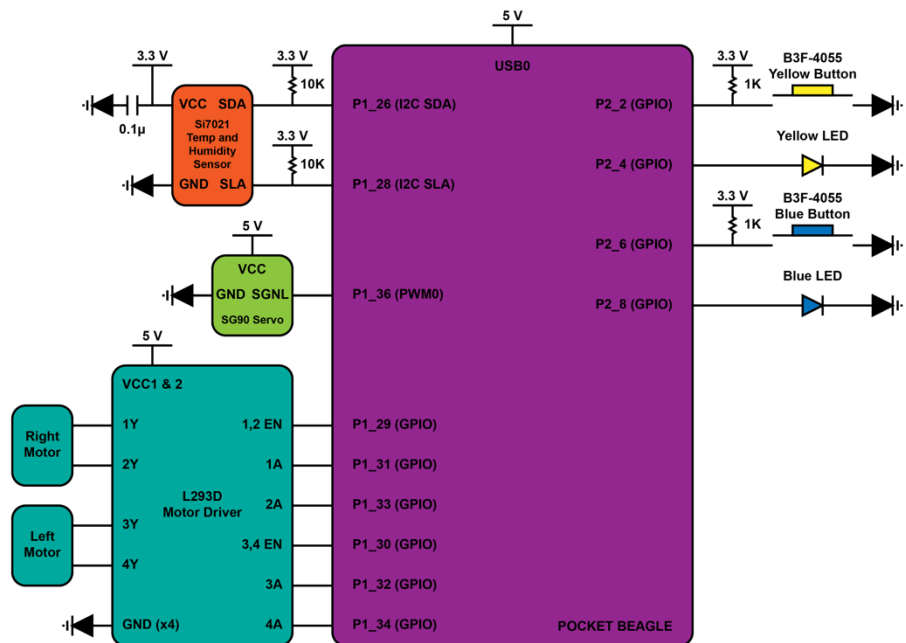 5 V
USB0
3.3 V
3.3 V
10K
0.1µ
VCC SDA
Si7021
Temp and
Humidity
Sensor
GND SLA
3.3 V
10K
P1_26 (I2C SDA)
P1_28 (I2C SLA)
5 V
VCC
GND SGNL
SG90 Servo
P1_36 (PWM0)
5 V
VCC1 & 2
1Y
2Y
3Y
4Y
GND (x4)
L293D
Motor Driver
1,2 EN
1A
2A
3,4 EN
3A
4A
Right
Motor
Left
Motor
P1_29 (GPIO)
P1_31 (GPIO)
P1_33 (GPIO)
P1_30 (GPIO)
P1_32 (GPIO)
P1_34 (GPIO)
POCKET BEAGLE
P2_2 (GPIO)
P2_4 (GPIO)
P2_6 (GPIO)
P2_8 (GPIO)
3.3 V
1K
B3F-4055
Yellow Button
Yellow LED
3.3 V
1K
B3F-4055
Blue Button
Blue LED